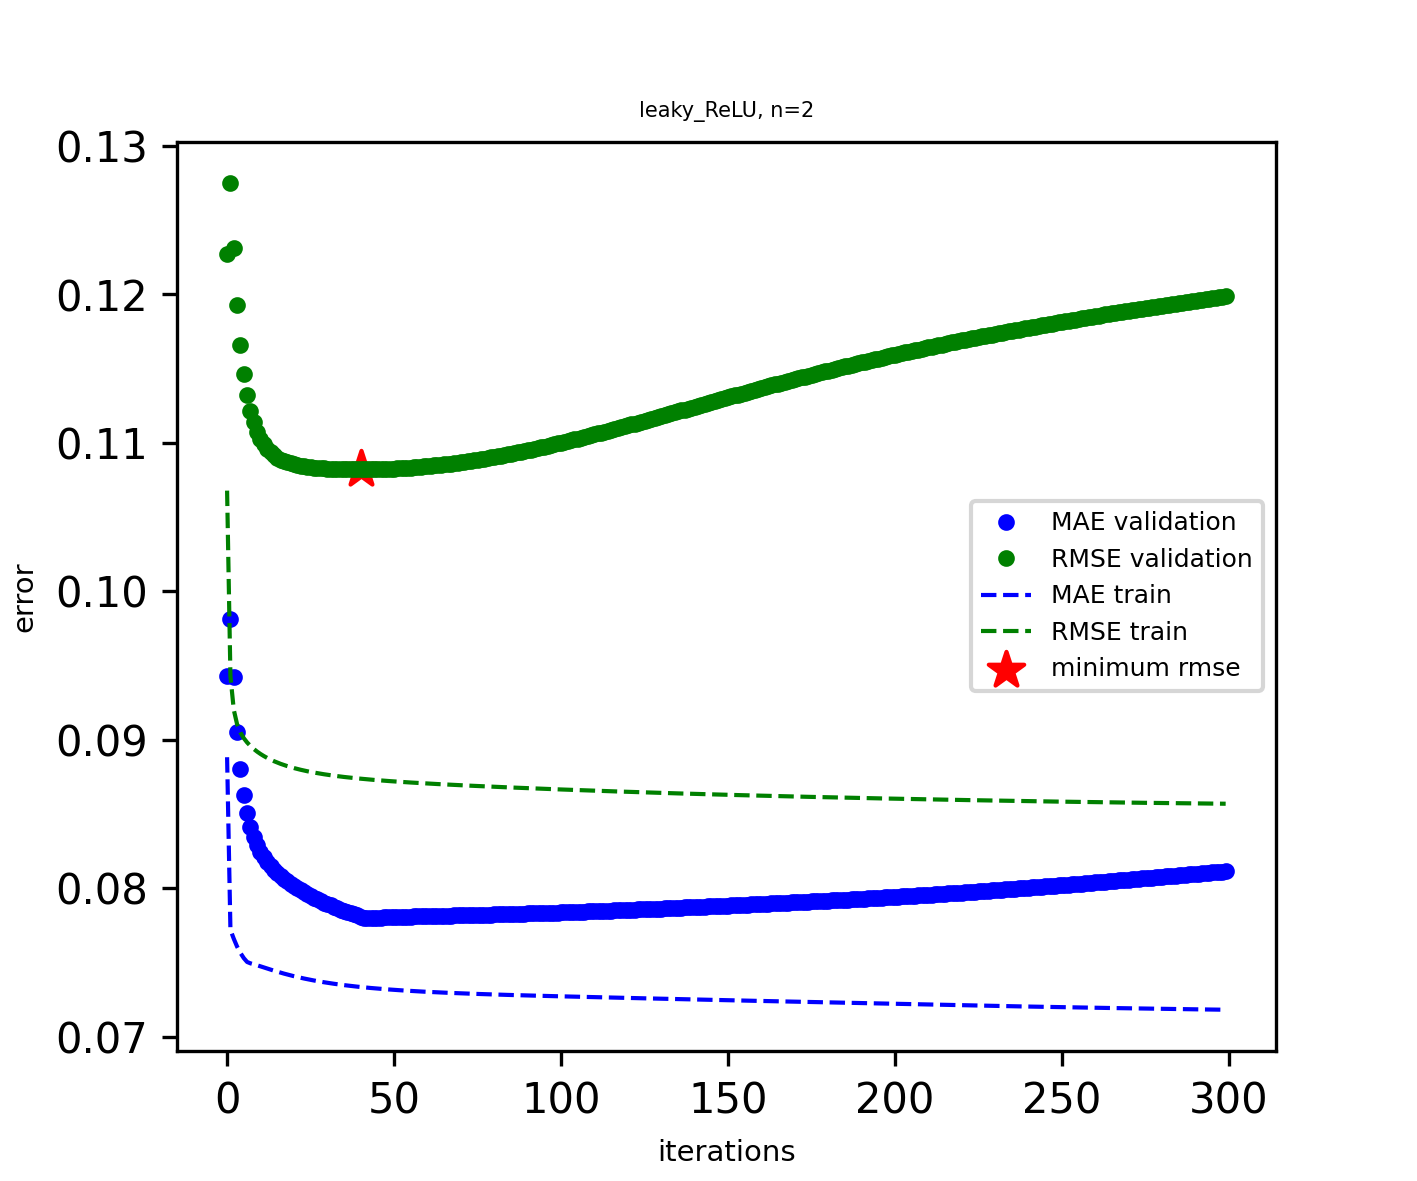 leaky_ReLU, n=2
0.13
0.12
0.11
0.10
0.09
0.08
0.07
error
MAE validation
RMSE validation
MAE train
RMSE train
minimum rmse
0 50 100 150 200 250 300
iterations